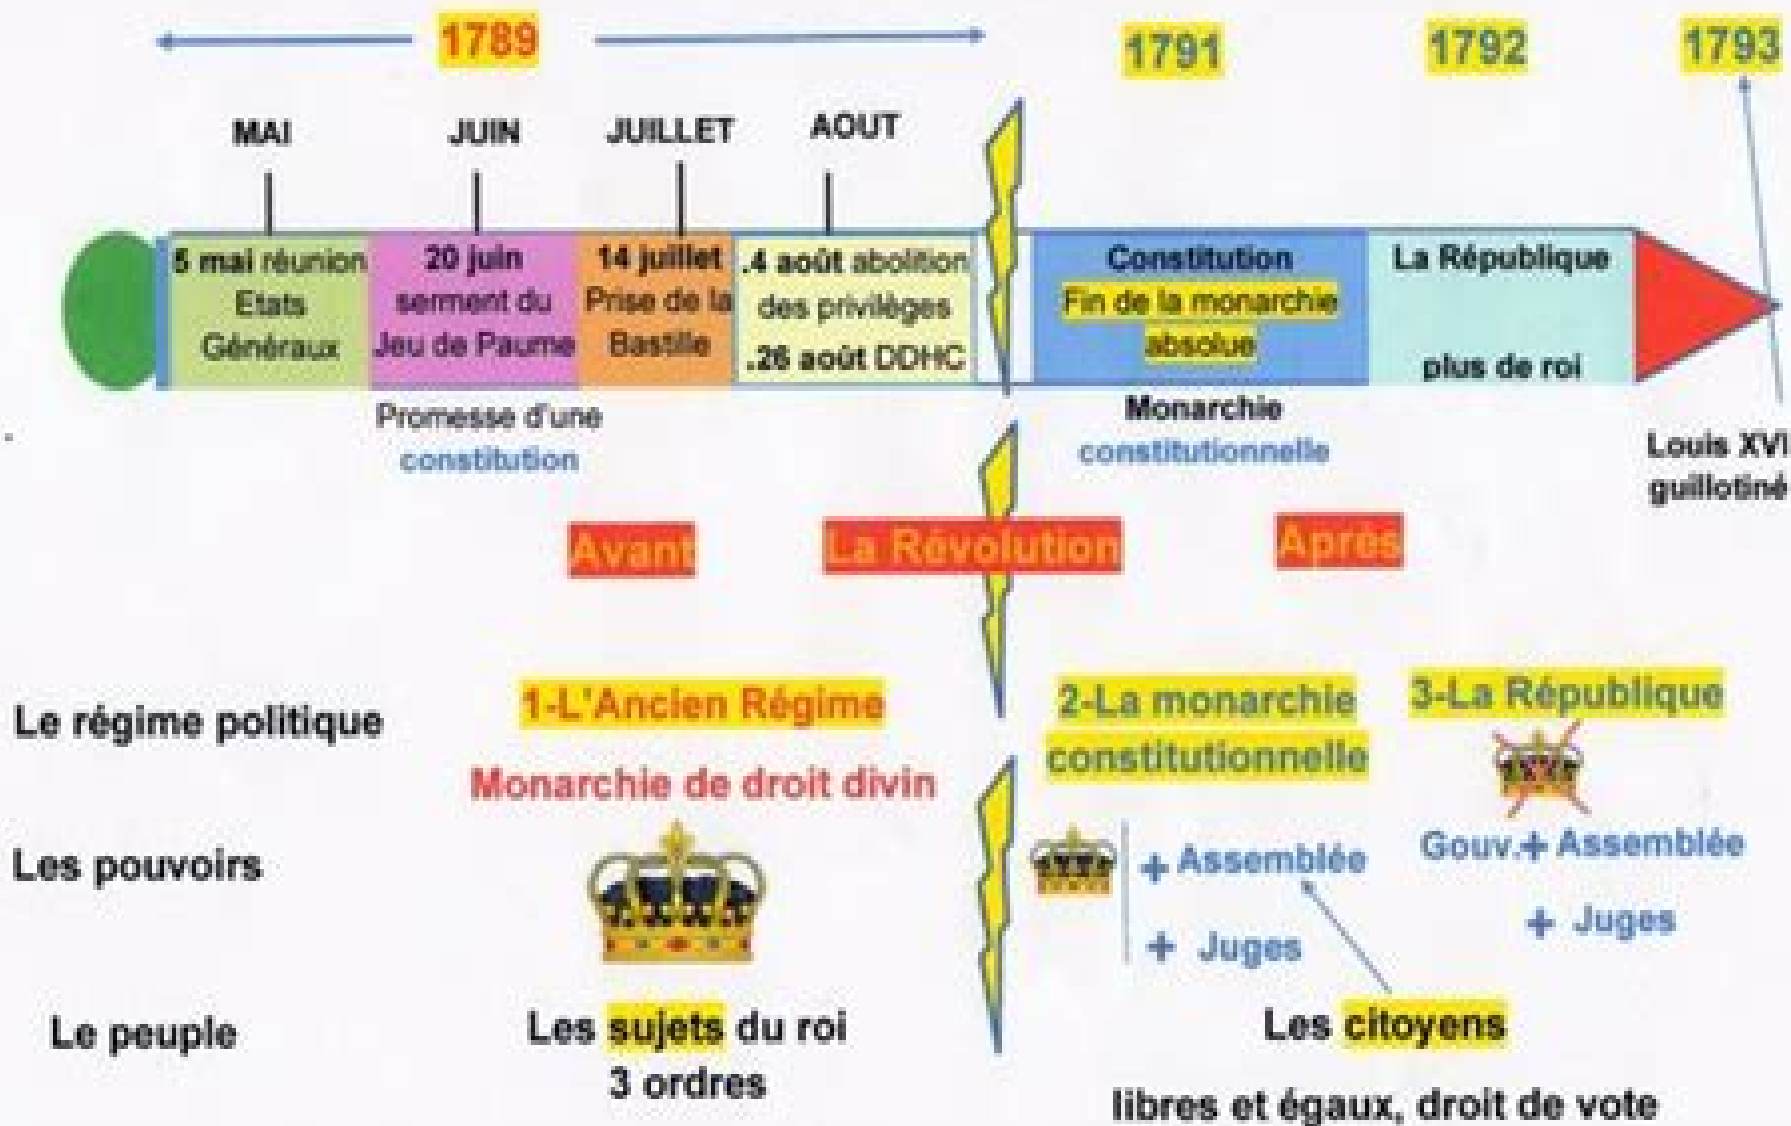 1789
1791
1792
1793
MAI
JUIN
JUILLET
AOUT
5 mai réunion
Etats
Généraux
20 juin
serment du
Jeu de Paume
14 juillet
Prise de la
Bastille
.4 août abolition
des privilèges
.26 août DDHC
Constitution
Fin de la monarchie
absolue
La République
plus de roi
Promesse d'une
constitution
Monarchie
constitutionnelle
Louis XVI
guillotiné
Avant
La Révolution
Après
Le régime politique
1-L'Ancien Régime
Monarchie de droit divin
2-La monarchie
constitutionnelle
3-La République
Les pouvoirs
+ Assemblée
+ Juges
Gouv.+ Assemblée
+ Juges
Le peuple
Les sujets du roi
3 ordres
Les citoyens
libres et égaux, droit de vote